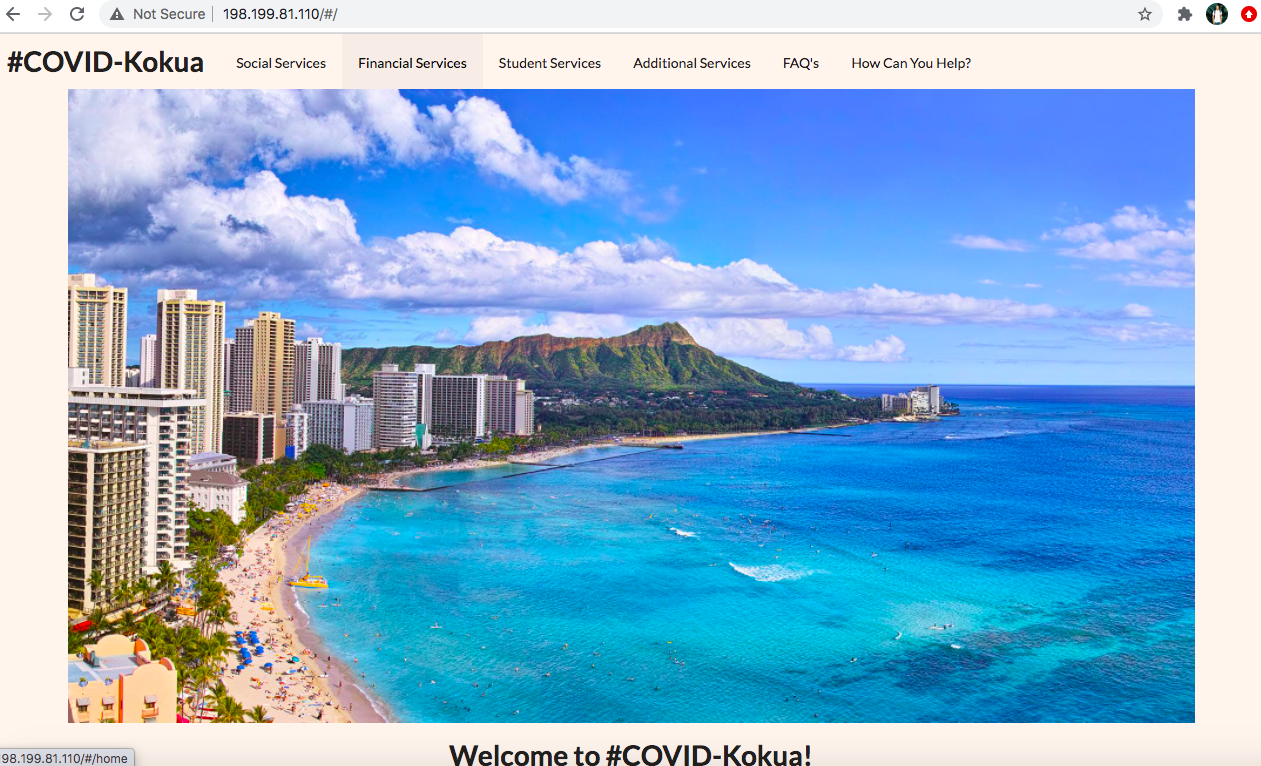 Not Secure 198.199.81.110/#/
#COVID-Kokua Social Services Financial Services Student Services Additional Services FAQ's How Can You Help?
Welcome to #COVID-Kokua!
98.199.81.110/#/home